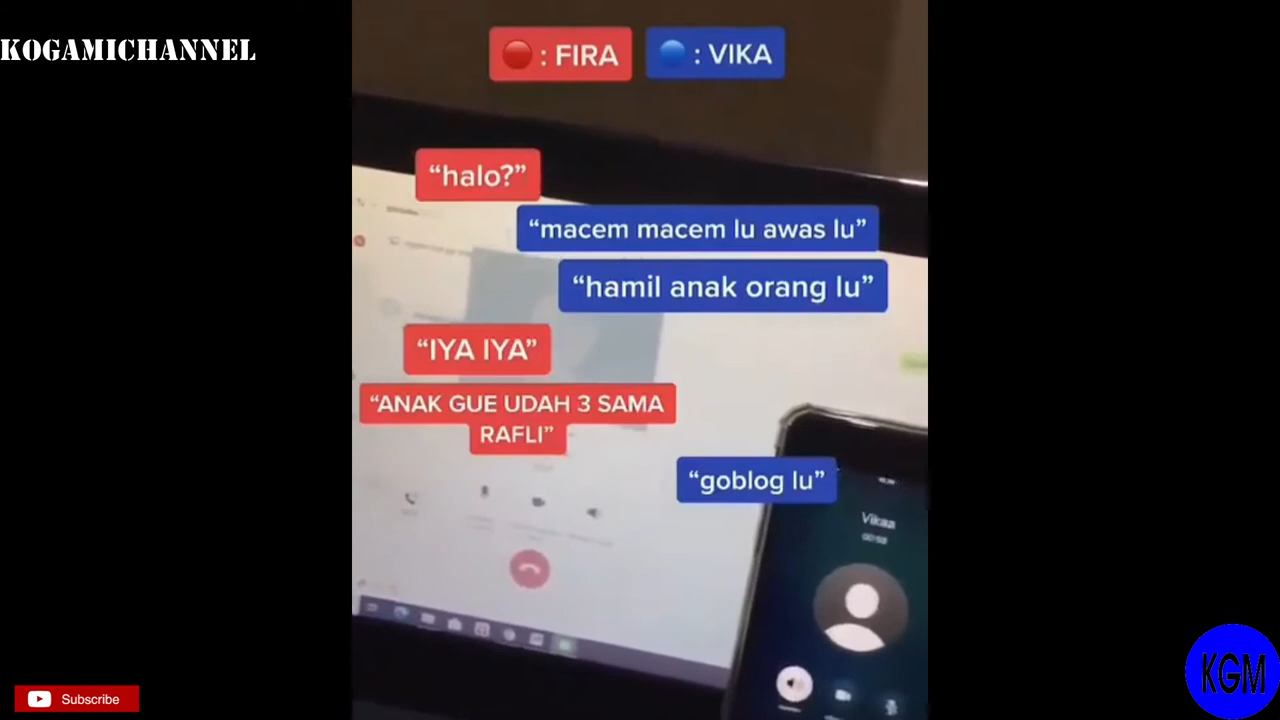 KOGAMICHANNEL
: FIRA
: VIKA
“halo?”
“macem macem lu awas lu”
“hamil anak orang lu”
“IYA IYA”
“ANAK GUE UDAH 3 SAMA
RAFLI”
“goblog lu”
Vikaa
Subscribe
KGM